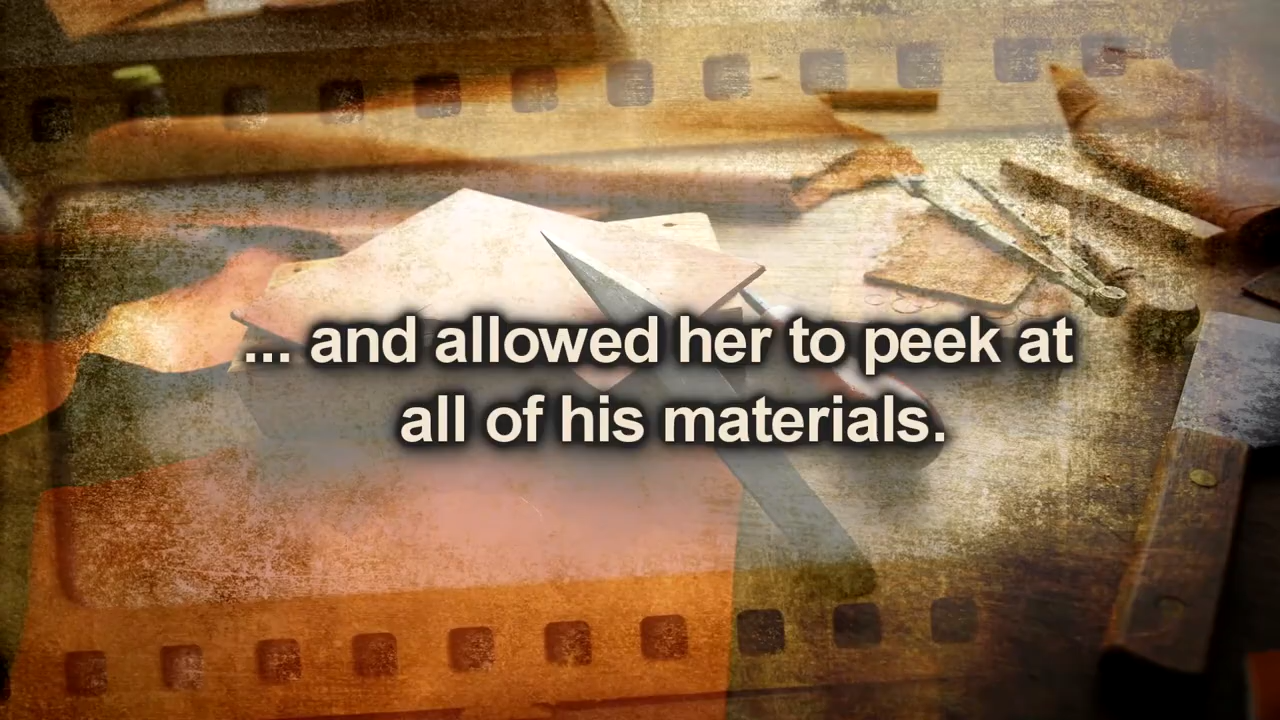 ... and allowed her to peek at
all of his materials.